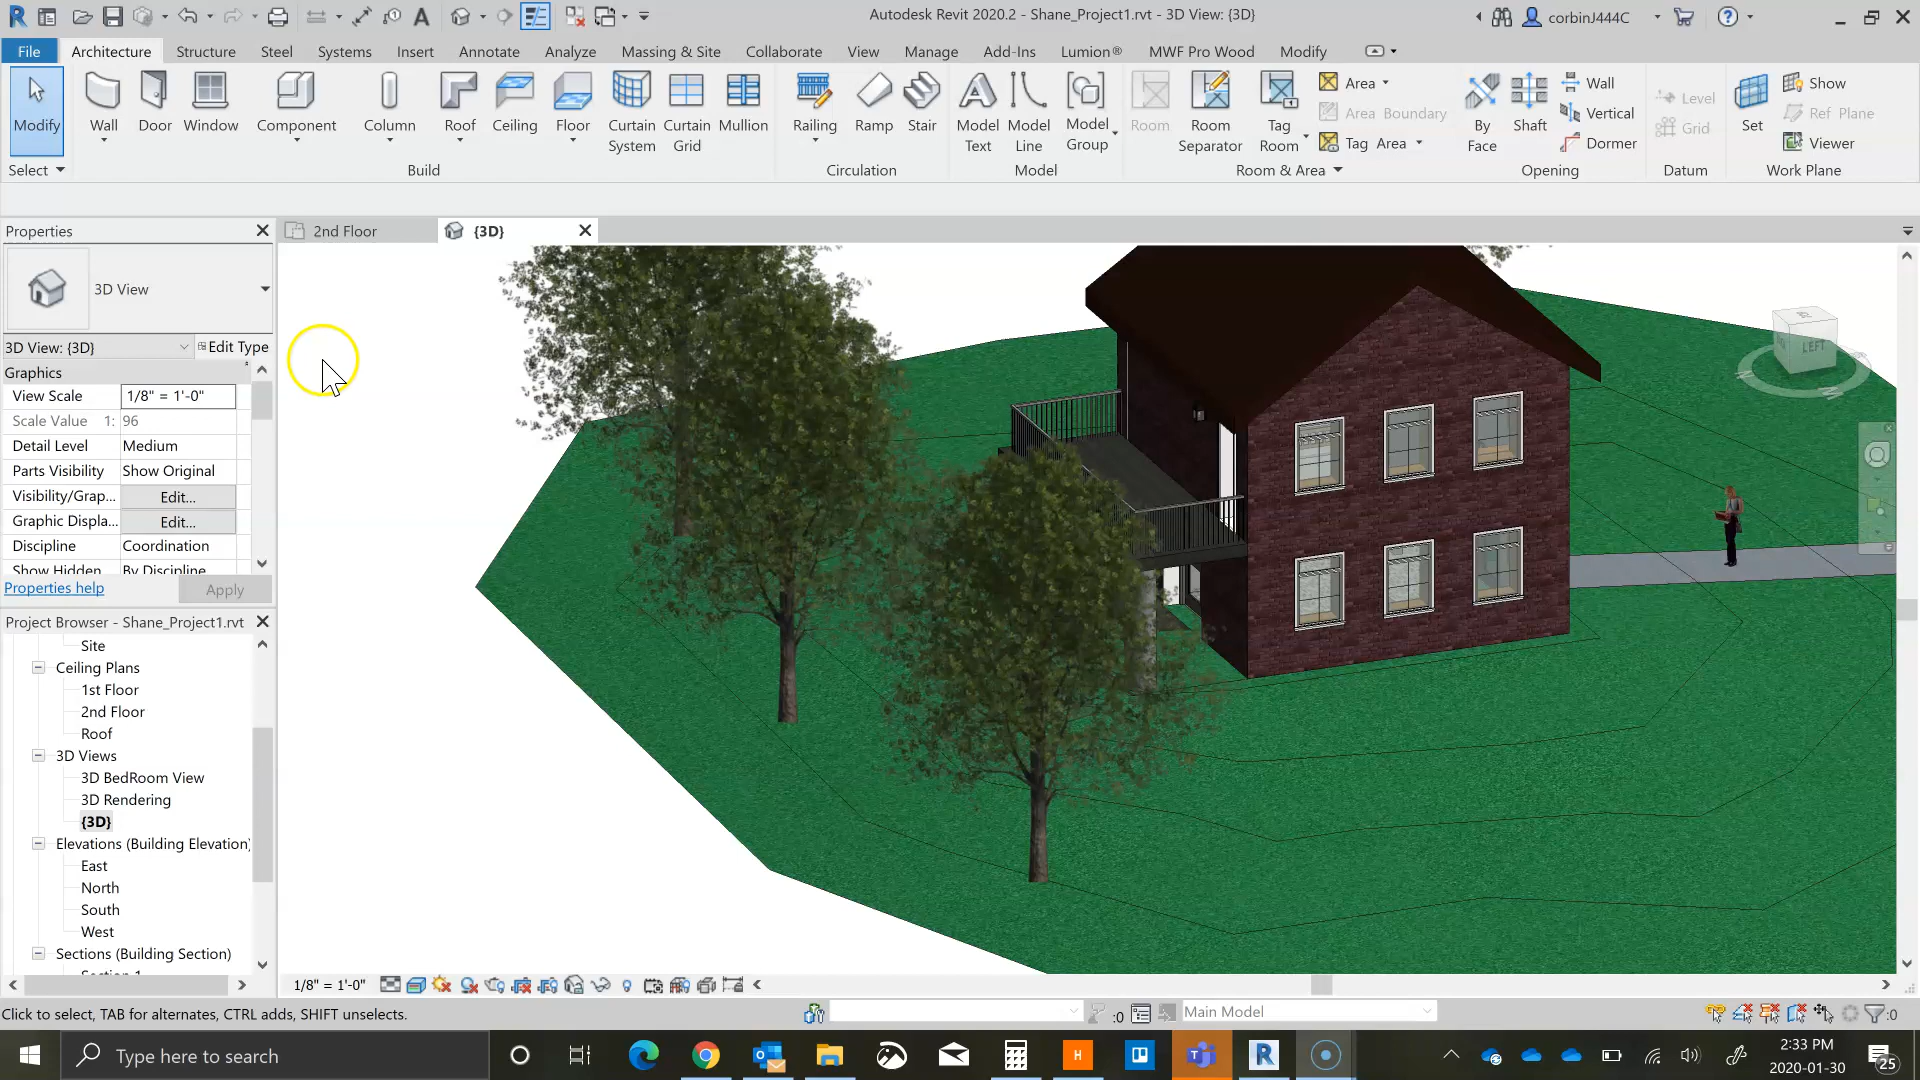 Autodesk Revit 2020.2 - Shane_Project1.rvt - 3D View: {3D}
corbinJ444C
File Architecture Structure Steel Systems Insert Annotate Analyze Massing & Site Collaborate View Manage Add-Ins Lumion® MWF Pro Wood Modify
Modify
Wall
Door
Window
Component
Column
Roof
Ceiling
Floor
Curtain System
Curtain Grid
Mullion
Railing
Ramp
Stair
Model Text
Model Line
Model Group
Room
Room Separator
Tag Room
Area
Area Boundary
Tag Area
By Face
Shaft
Wall
Vertical
Dormer
Level
Grid
Set
Show
Ref Plane
Viewer
Select Build Circulation Model Room & Area Opening Datum Work Plane
Properties
2nd Floor
{3D}
3D View
3D View: {3D} Edit Type
Graphics
View Scale 1/8" = 1'-0"
Scale Value 1: 96
Detail Level Medium
Parts Visibility Show Original
Visibility/Grap... Edit...
Graphic Displa... Edit...
Discipline Coordination
Show Hidden By Discipline
Properties help Apply
Project Browser - Shane_Project1.rvt
Site
Ceiling Plans
1st Floor
2nd Floor
Roof
3D Views
3D BedRoom View
3D Rendering
{3D}
Elevations (Building Elevation)
East
North
South
West
Sections (Building Section)
Section 1
LEFT
1/8" = 1'-0"
Click to select, TAB for alternates, CTRL adds, SHIFT unselects.
:0
Main Model
:0
Type here to search
2:33 PM
2020-01-30
25